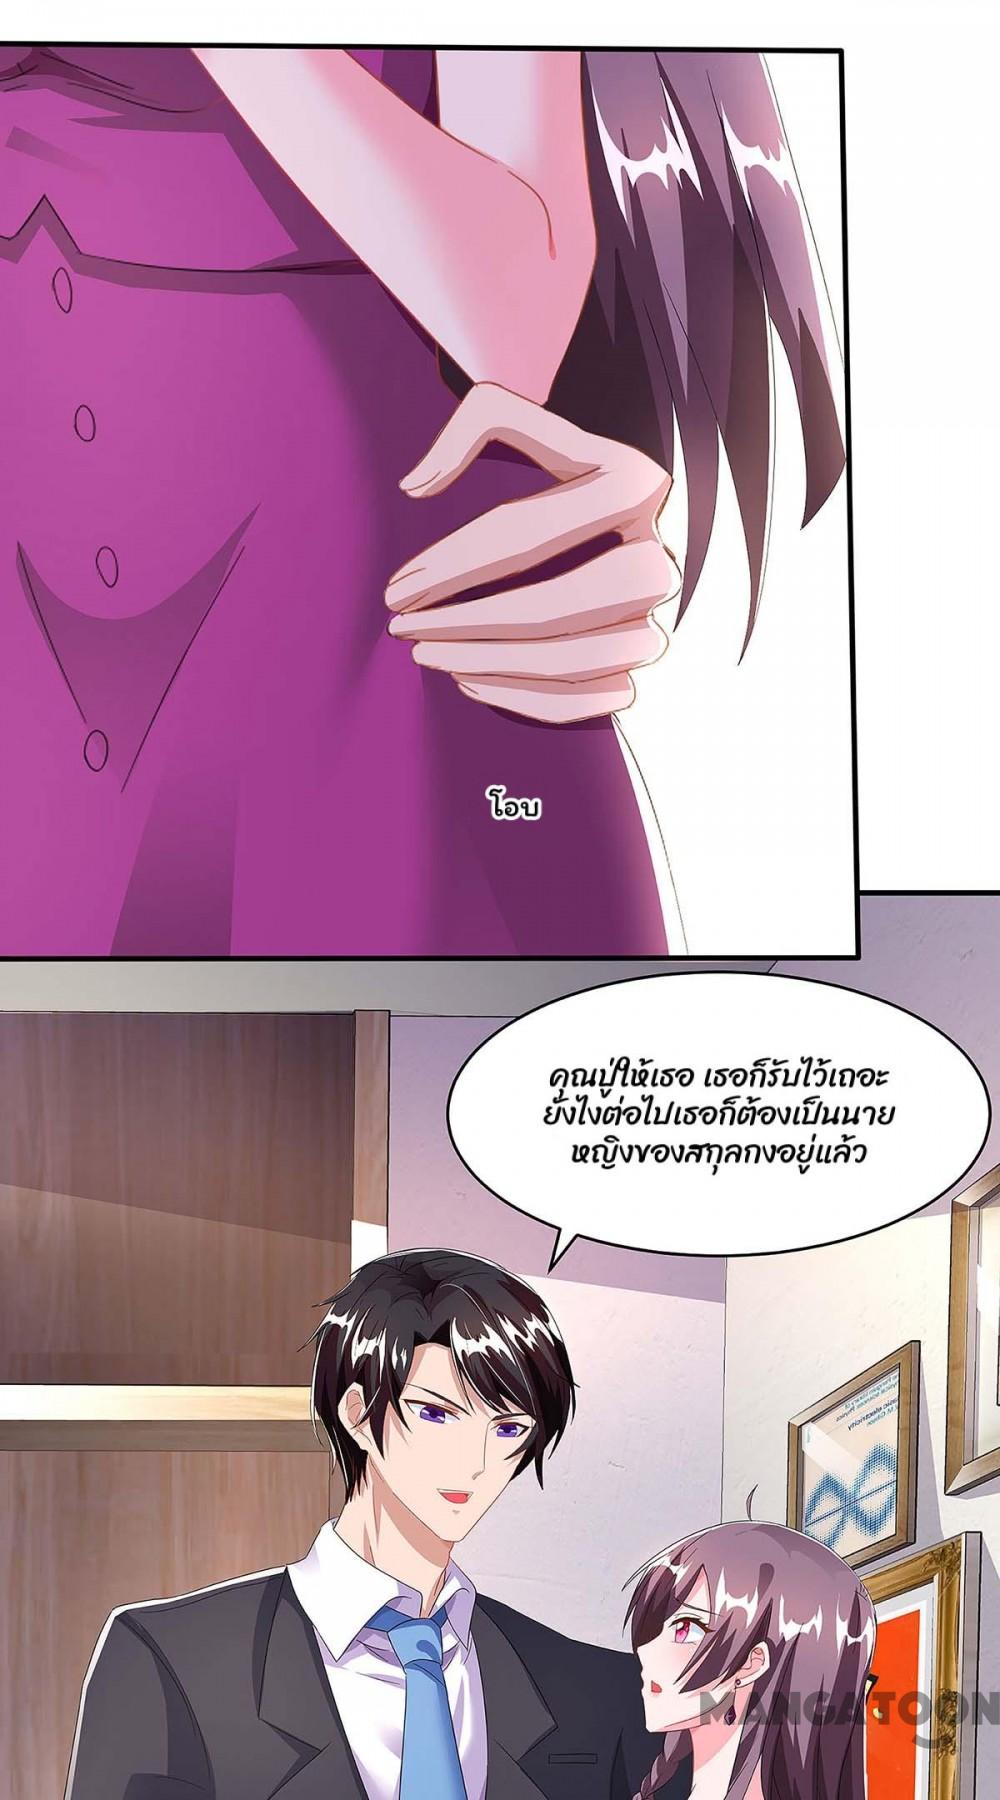 โอบ
คุณปู่ให้เธอ เธอก็รับไว้เถอะ
ยังไงต่อไปเธอก็ต้องเป็นนาย
หญิงของสกุลกงอยู่แล้ว
MANGATOON